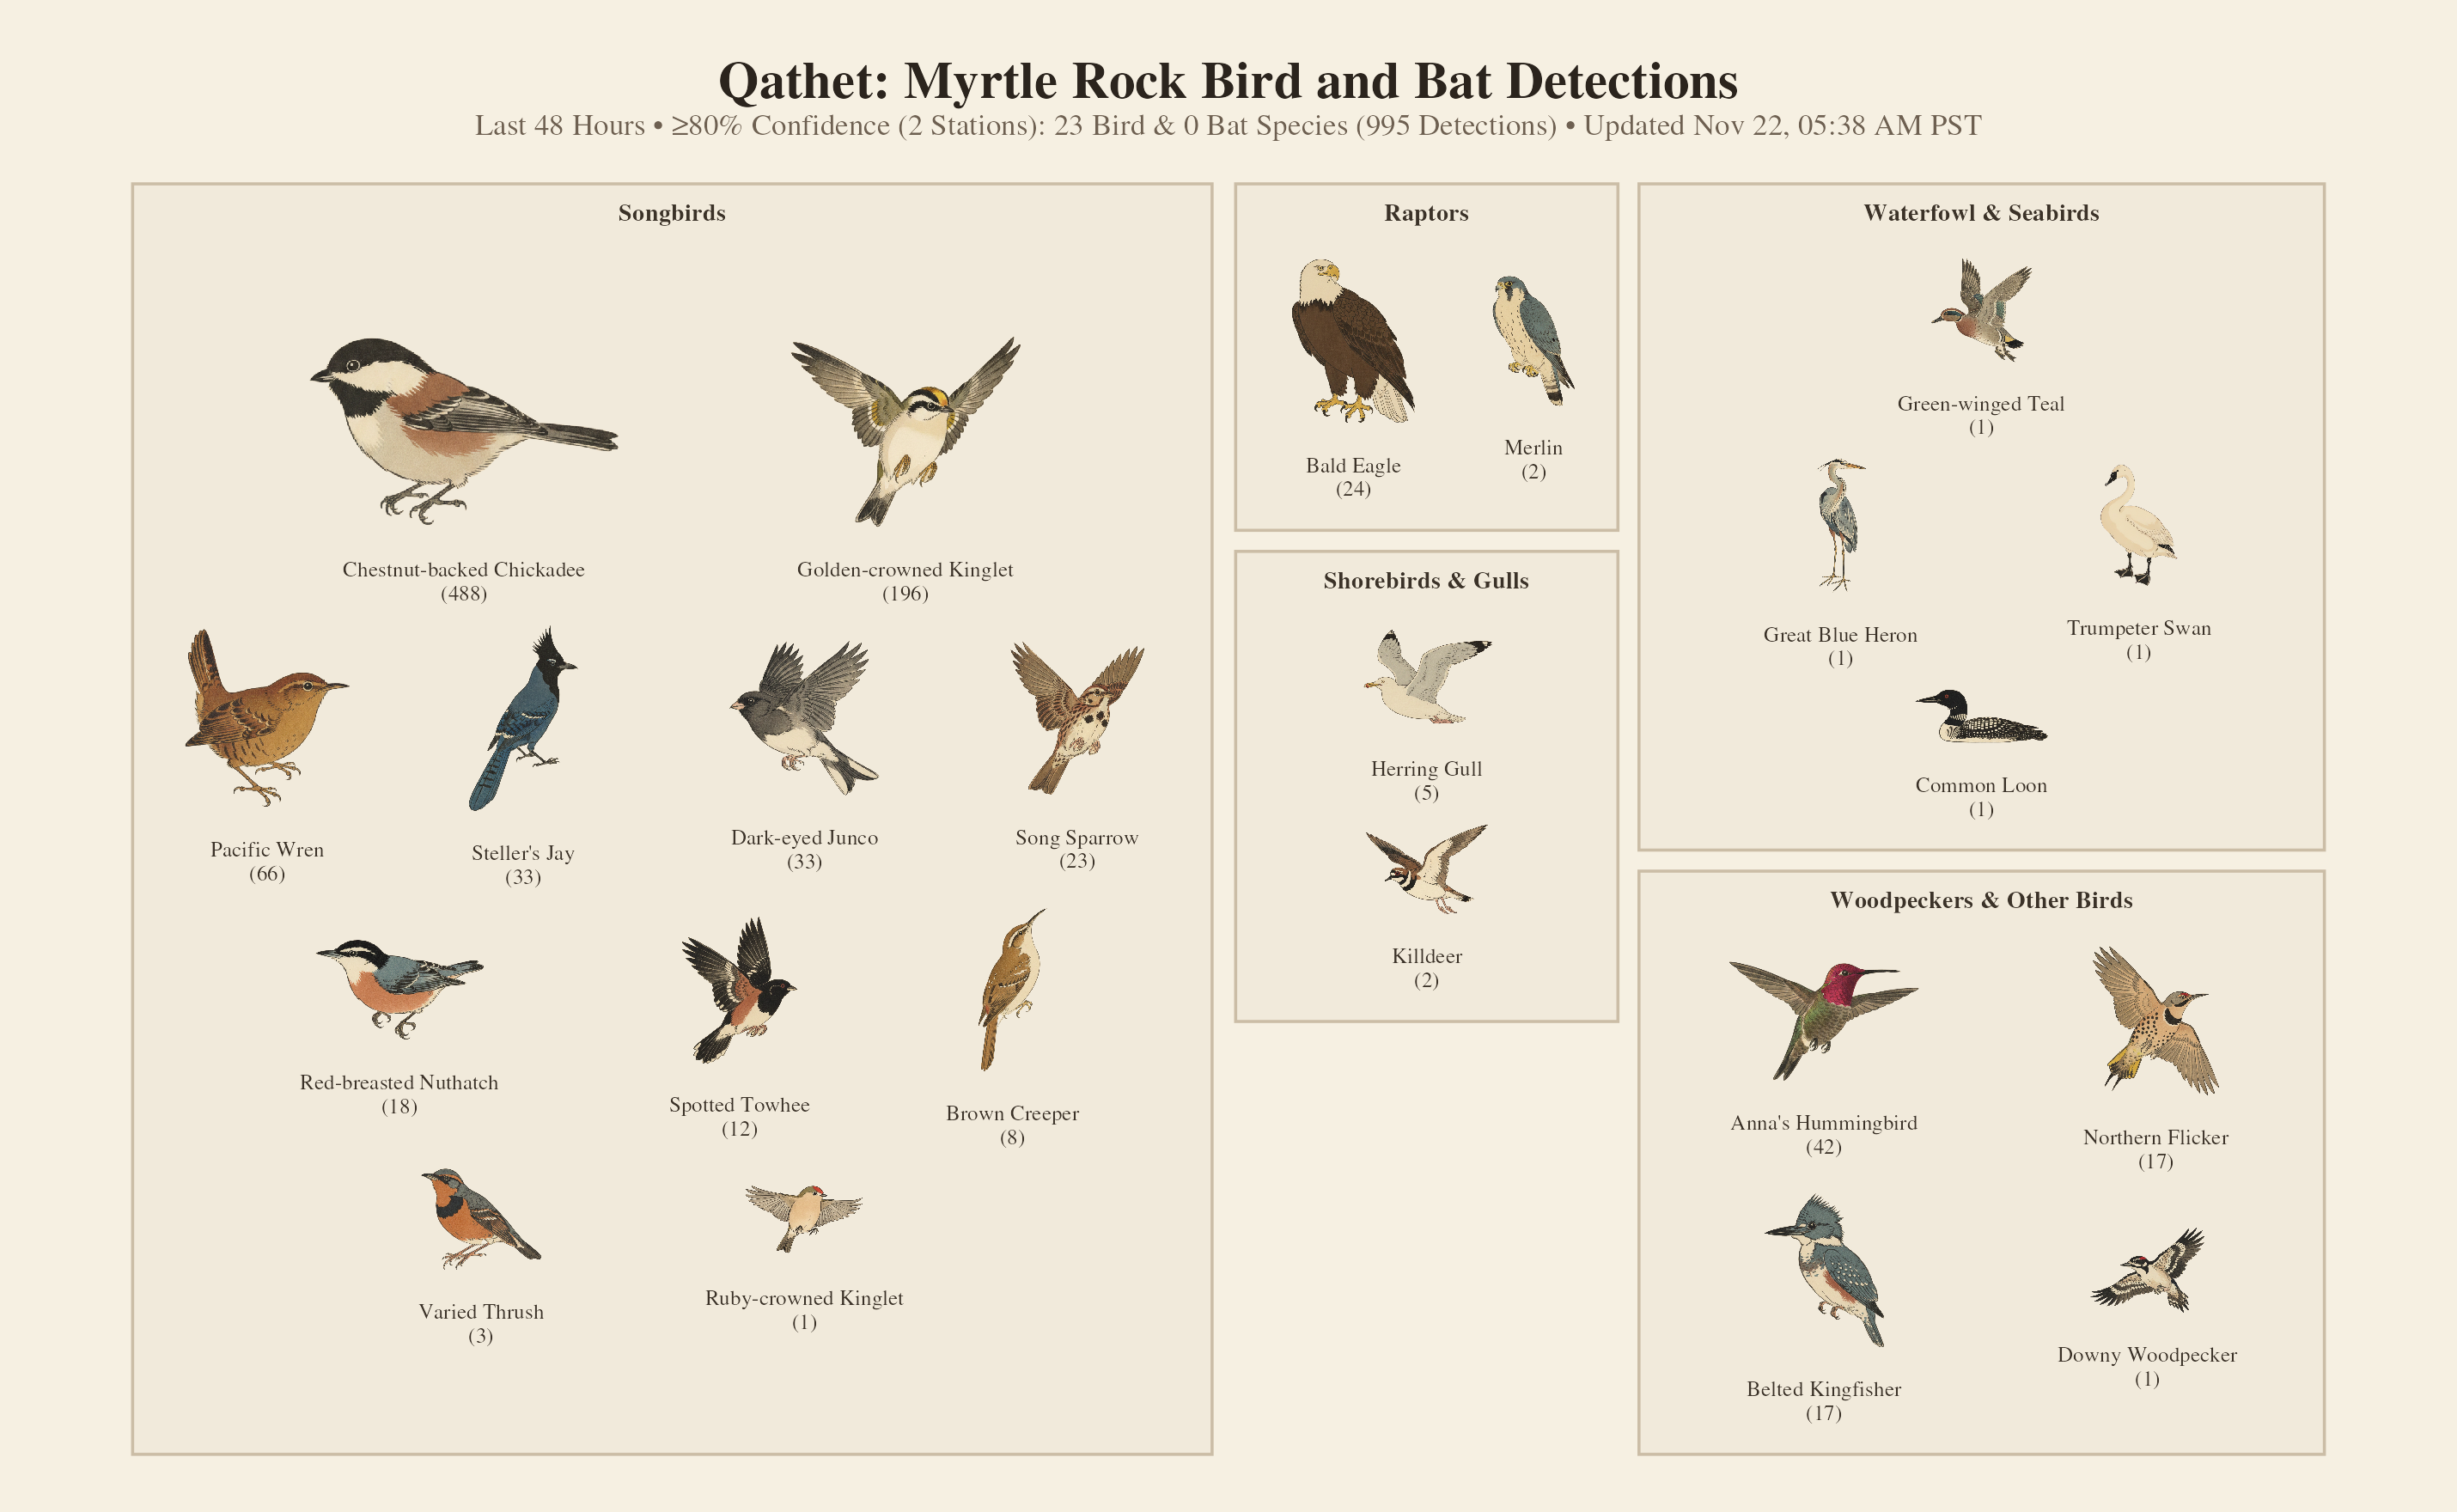 Qathet: Myrtle Rock Bird and Bat Detections
Last 48 Hours • ≥80% Confidence (2 Stations): 23 Bird & 0 Bat Species (995 Detections) • Updated Nov 22, 05:38 AM PST
Songbirds
Chestnut-backed Chickadee
(488)
Golden-crowned Kinglet
(196)
Pacific Wren
(66)
Steller's Jay
(33)
Dark-eyed Junco
(33)
Song Sparrow
(23)
Red-breasted Nuthatch
(18)
Spotted Towhee
(12)
Brown Creeper
(8)
Varied Thrush
(3)
Ruby-crowned Kinglet
(1)
Raptors
Bald Eagle
(24)
Merlin
(2)
Shorebirds & Gulls
Herring Gull
(5)
Killdeer
(2)
Waterfowl & Seabirds
Green-winged Teal
(1)
Great Blue Heron
(1)
Trumpeter Swan
(1)
Common Loon
(1)
Woodpeckers & Other Birds
Anna's Hummingbird
(42)
Northern Flicker
(17)
Belted Kingfisher
(17)
Downy Woodpecker
(1)